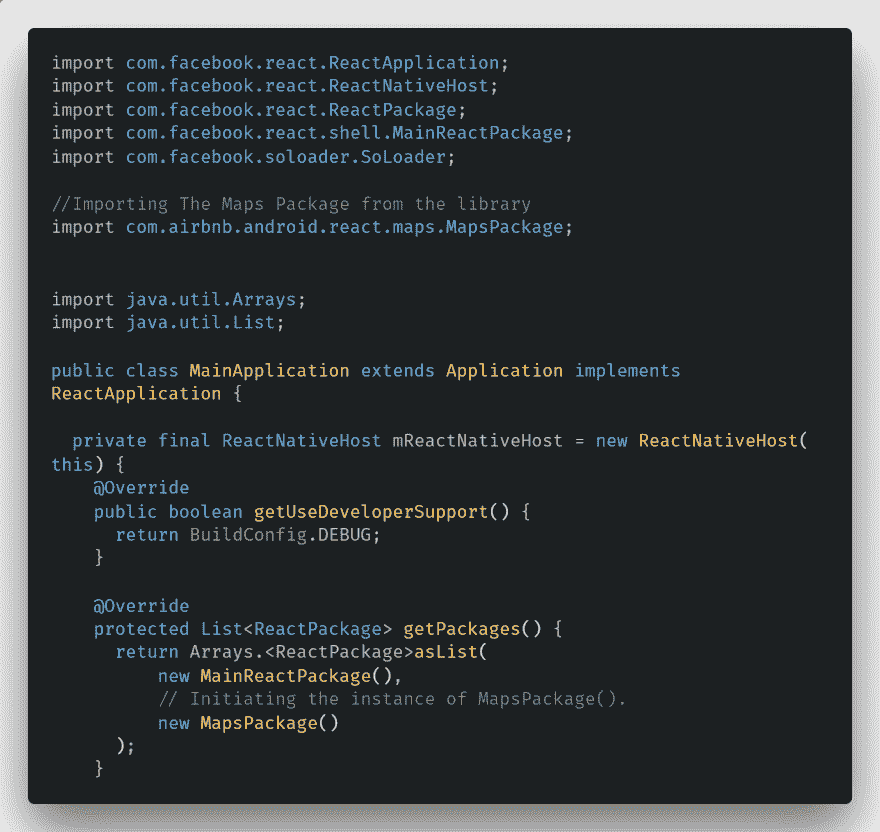 import com.facebook.react.ReactApplication;
import com.facebook.react.ReactNativeHost;
import com.facebook.react.ReactPackage;
import com.facebook.react.shell.MainReactPackage;
import com.facebook.soloader.SoLoader;

//Importing The Maps Package from the library
import com.airbnb.android.react.maps.MapsPackage;


import java.util.Arrays;
import java.util.List;

public class MainApplication extends Application implements
ReactApplication {

  private final ReactNativeHost mReactNativeHost = new ReactNativeHost(
this) {
    @Override
    public boolean getUseDeveloperSupport() {
      return BuildConfig.DEBUG;
    }

    @Override
    protected List<ReactPackage> getPackages() {
      return Arrays.<ReactPackage>asList(
          new MainReactPackage(),
          // Initiating the instance of MapsPackage().
          new MapsPackage()
      );
    }